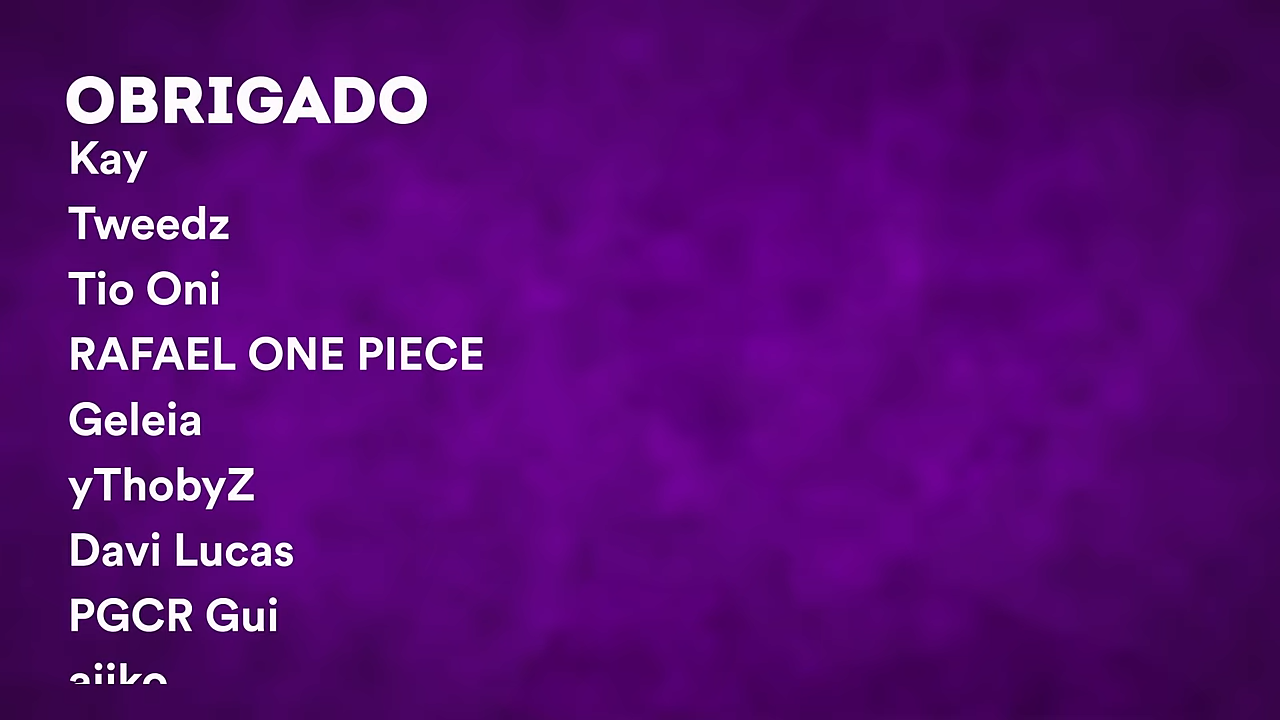 OBRIGADO
Kay
Tweedz
Tio Oni
RAFAEL ONE PIECE
Geleia
yThobyZ
Davi Lucas
PGCR Gui